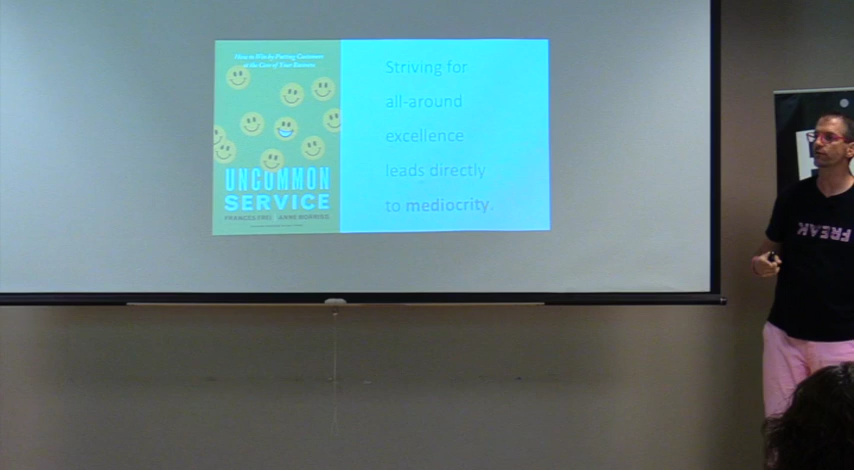 How to Win by Putting Customers
at the Core of Your Business
UNCOMMON
SERVICE
FRANCES FREI ANNE MORRISS
Striving for
all-around
excellence
leads directly
to mediocrity.
FREAK